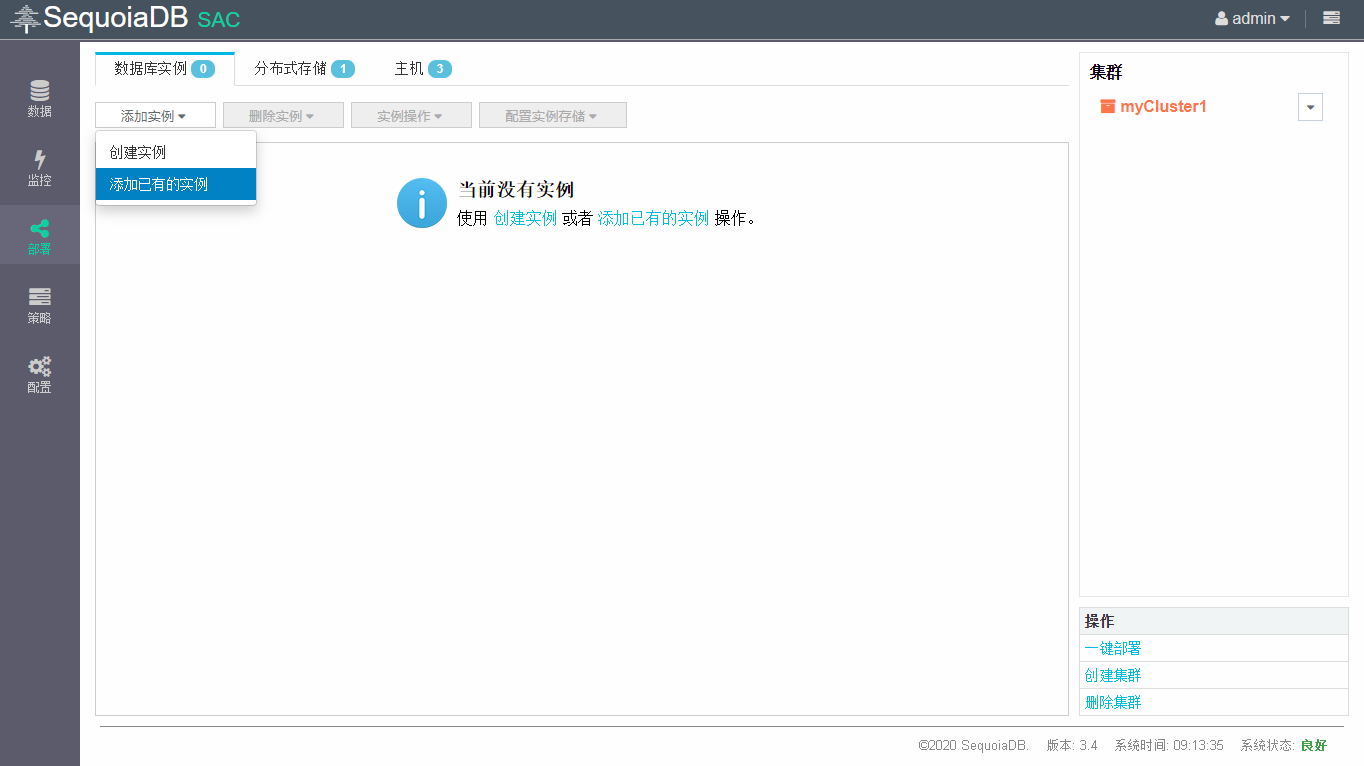 SequoiaDB SAC
admin
数据
监控
部署
策略
配置
数据库实例 0 分布式存储 1 主机 3
添加实例 删除实例 实例操作 配置实例存储
创建实例
添加已有的实例
当前没有实例
使用 创建实例 或者 添加已有的实例 操作。
集群
myCluster1
操作
一键部署
创建集群
删除集群
©2020 SequoiaDB. 版本: 3.4 系统时间: 09:13:35 系统状态: 良好